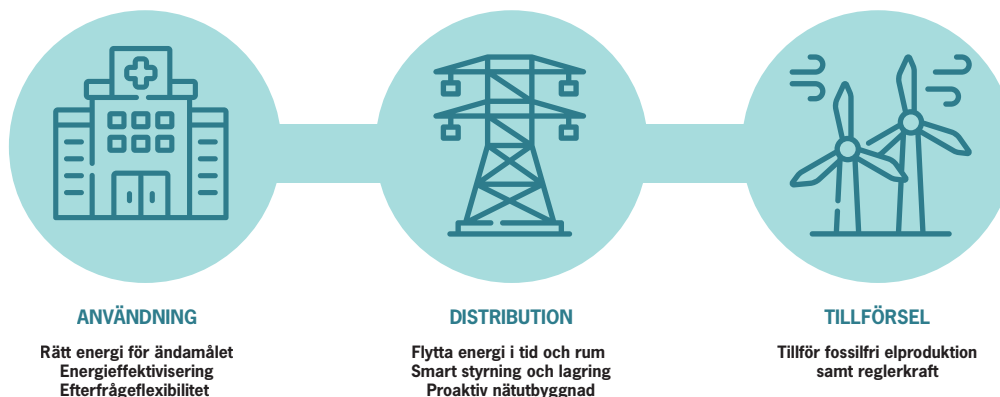 ANVÄNDNING
Rätt energi för ändamålet
Energieffektivisering
Efterfrågeflexibilitet
DISTRIBUTION
Flytta energi i tid och rum
Smart styrning och lagring
Proaktiv nätutbyggnad
TILLFÖRSEL
Tillför fossilfri elproduktion
samt reglerkraft